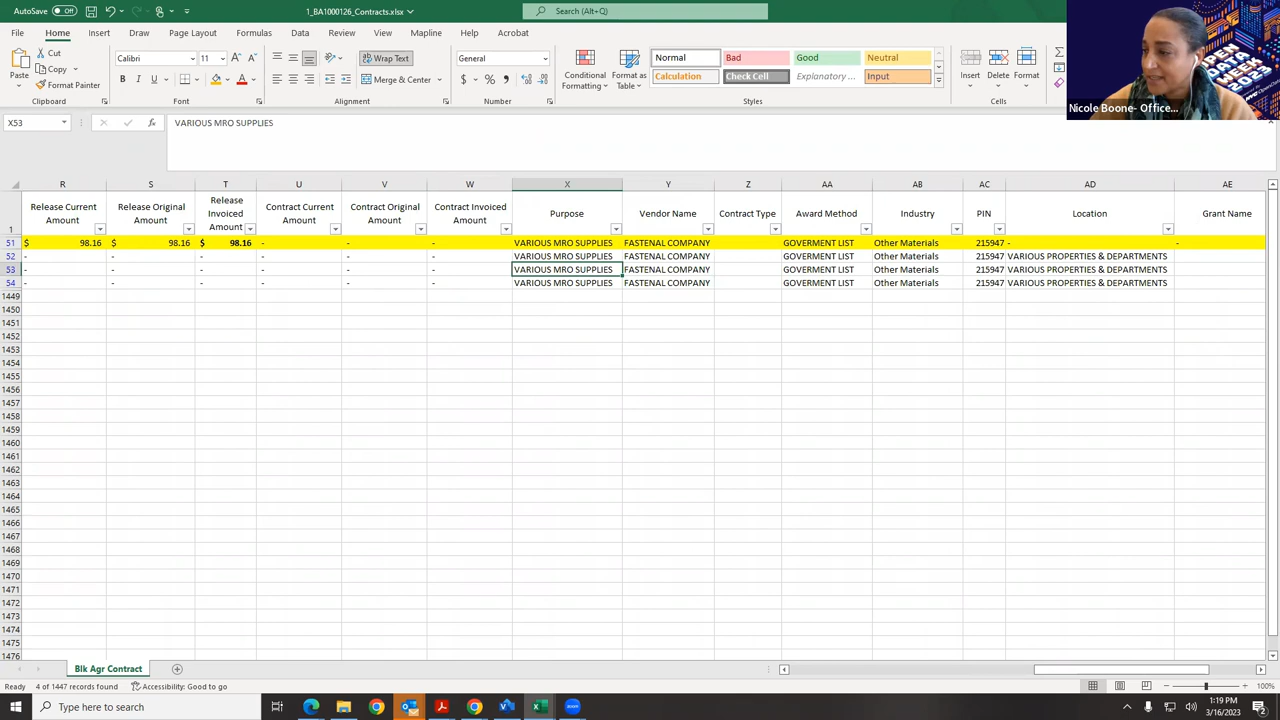 AutoSave Off 1_BA1000126_Contracts.xlsx Search (Alt+Q)
File Home Insert Draw Page Layout Formulas Data Review View Mapline Help Acrobat
Paste Cut Copy Format Painter Clipboard
Calibri 11 B I U Font
Wrap Text Merge & Center Alignment
General $ % Number
Conditional Formatting Format as Table
Normal Bad Good Neutral
Calculation Check Cell Explanatory ... Input
Styles
Insert Delete Format Cells
Nicole Boone- Office...
X53 fx VARIOUS MRO SUPPLIES
R S T U V W X Y Z AA AB AC AD AE
1 Release Current Amount Release Original Amount Release Invoiced Amount Contract Current Amount Contract Original Amount Contract Invoiced Amount Purpose Vendor Name Contract Type Award Method Industry PIN Location Grant Name
51 $ 98.16 $ 98.16 $ 98.16 - - - VARIOUS MRO SUPPLIES FASTENAL COMPANY GOVERMENT LIST Other Materials 215947 - -
52 - - - - - - VARIOUS MRO SUPPLIES FASTENAL COMPANY GOVERMENT LIST Other Materials 215947 VARIOUS PROPERTIES & DEPARTMENTS
53 - - - - - - VARIOUS MRO SUPPLIES FASTENAL COMPANY GOVERMENT LIST Other Materials 215947 VARIOUS PROPERTIES & DEPARTMENTS
54 - - - - - - VARIOUS MRO SUPPLIES FASTENAL COMPANY GOVERMENT LIST Other Materials 215947 VARIOUS PROPERTIES & DEPARTMENTS
1449
1450
1451
1452
1453
1454
1455
1456
1457
1458
1459
1460
1461
1462
1463
1464
1465
1466
1467
1468
1469
1470
1471
1472
1473
1474
1475
1476
Blk Agr Contract
Ready 4 of 1447 records found Accessibility: Good to go 100%
Type here to search 1:19 PM
3/16/2023